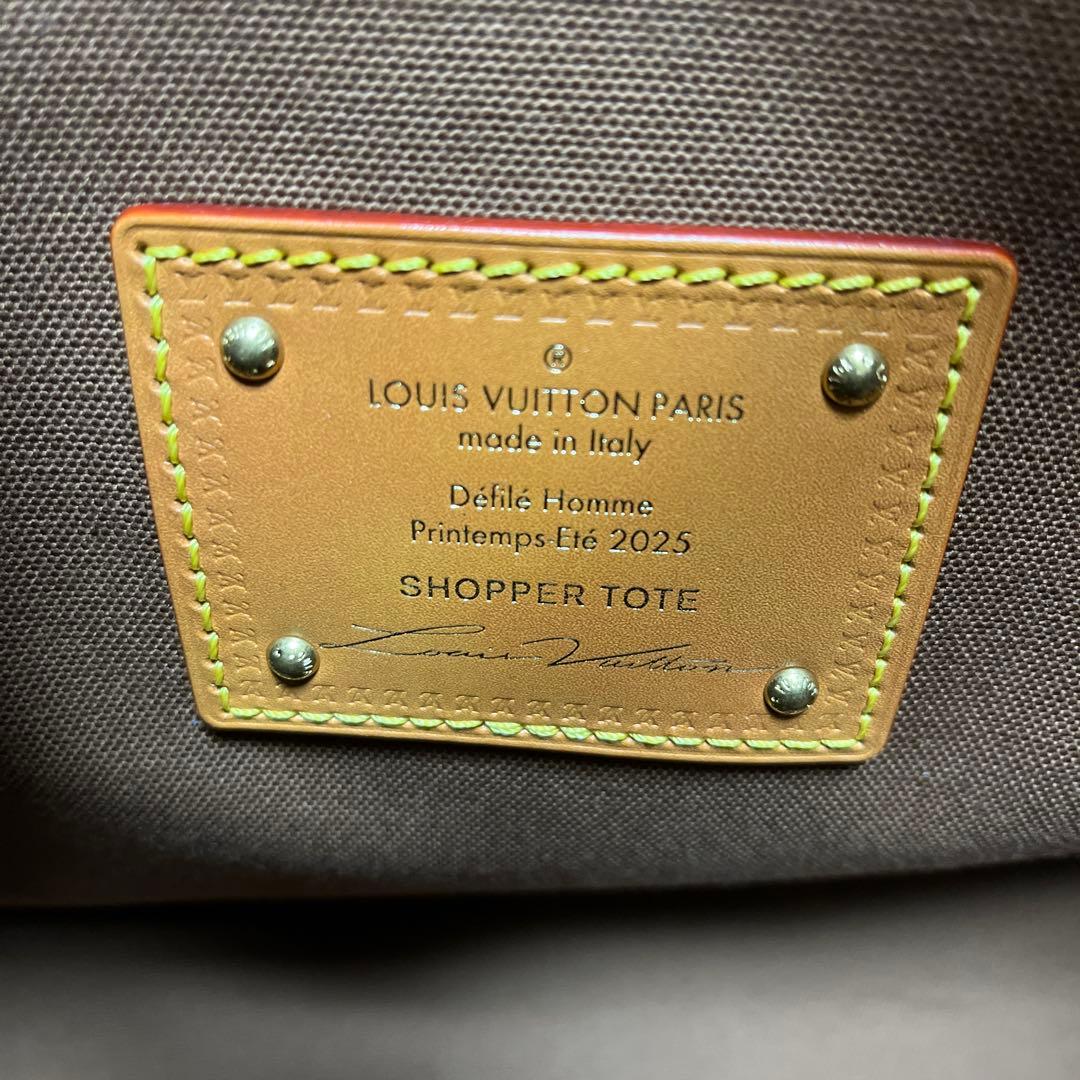 ®
LOUIS VUITTON PARIS
made in Italy
Défilé Homme
Printemps-Eté 2025
SHOPPER TOTE
Louis Vuitton